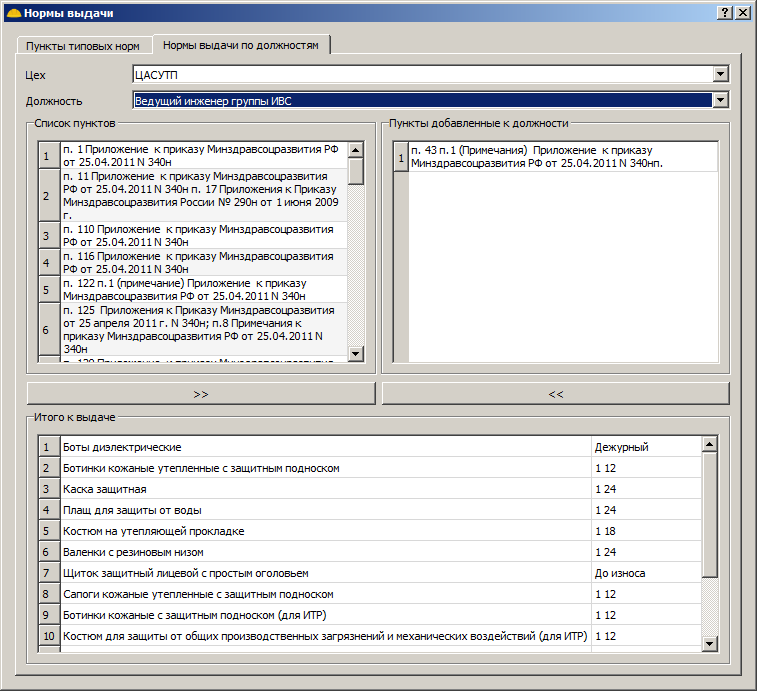 Нормы выдачи
Пункты типовых норм
Нормы выдачи по должностям
Цех
ЦАСУТП
Должность
Ведущий инженер группы ИВС
Список пунктов
1
п. 1 Приложение к приказу Минздравсоцразвития РФ
от 25.04.2011 N 340н
2
п. 11 Приложение к приказу Минздравсоцразвития
РФ от 25.04.2011 N 340н п. 17 Приложения к Приказу
Минздравсоцразвития России № 290н от 1 июня 2009
г.
3
п. 110 Приложение к приказу Минздравсоцразвития
РФ от 25.04.2011 N 340н
4
п. 116 Приложение к приказу Минздравсоцразвития
РФ от 25.04.2011 N 340н
5
п. 122 п.1 (примечание) Приложение к приказу
Минздравсоцразвития РФ от 25.04.2011 N 340н
6
п. 125 Приложения к Приказу Минздравсоцразвития
от 25 апреля 2011 г. N 340н; п.8 Примечания к
приказу Минздравсоцразвития РФ от 25.04.2011 N
340н
Пункты добавленные к должности
1
п. 43 п.1 (Примечания) Приложение к приказу
Минздравсоцразвития РФ от 25.04.2011 N 340нп.
>>
<<
Итого к выдаче
1 Боты диэлектрические Дежурный
2 Ботинки кожаные утепленные с защитным подноском 1 12
3 Каска защитная 1 24
4 Плащ для защиты от воды 1 24
5 Костюм на утепляющей прокладке 1 18
6 Валенки с резиновым низом 1 24
7 Щиток защитный лицевой с простым оголовьем До износа
8 Сапоги кожаные утепленные с защитным подноском 1 12
9 Ботинки кожаные с защитным подноском (для ИТР) 1 12
10 Костюм для защиты от общих производственных загрязнений и механических воздействий (для ИТР) 1 12